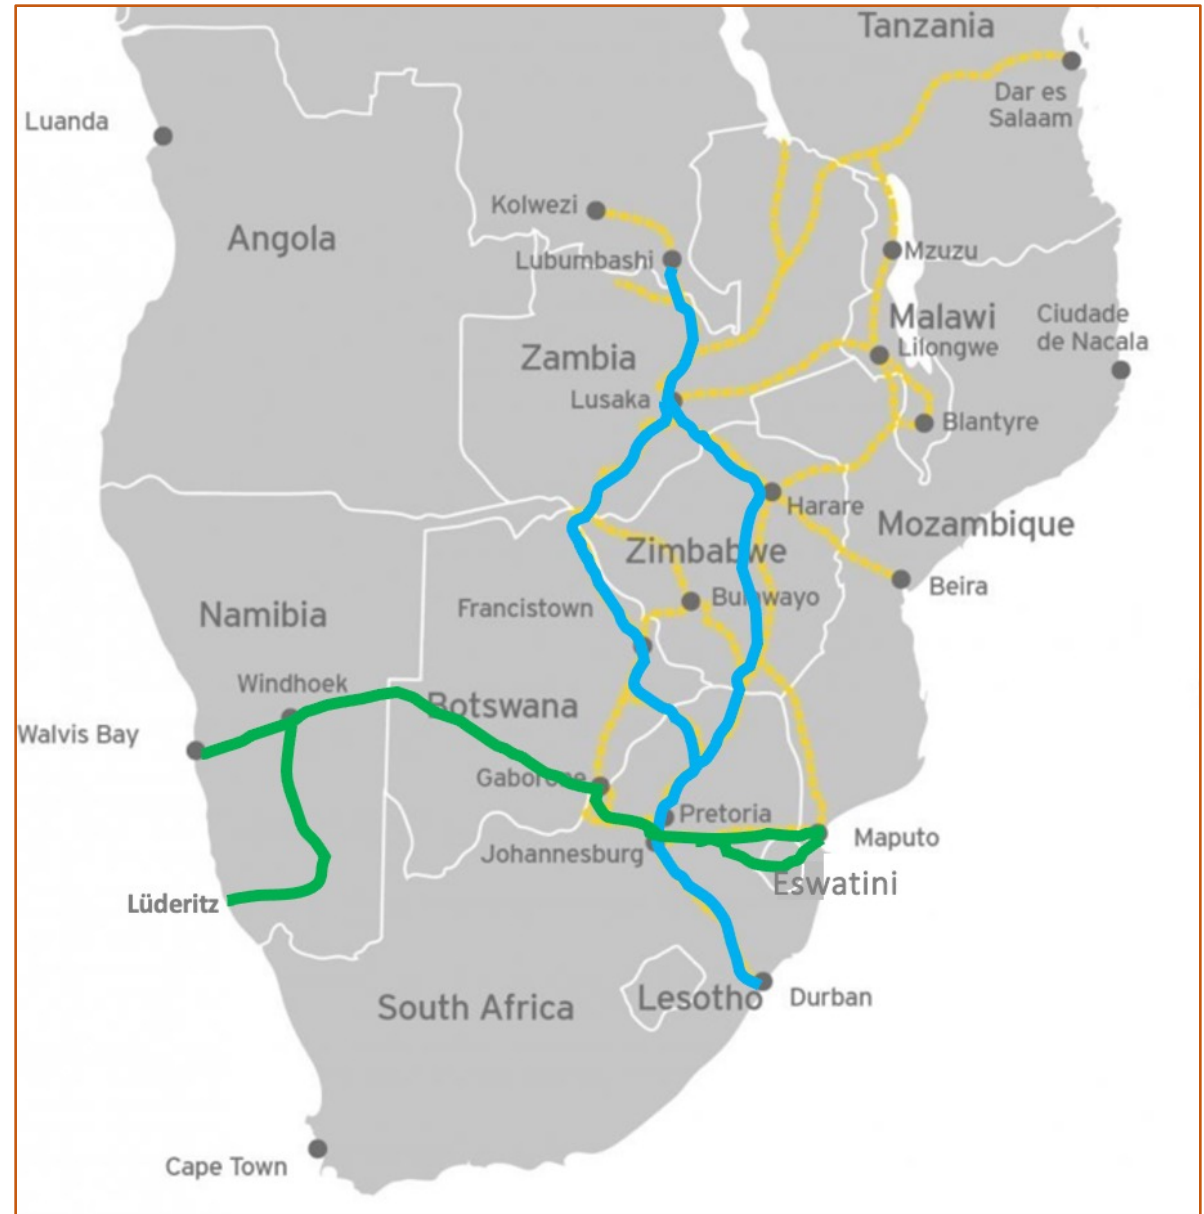 Tanzania
Dar es
Salaam
Luanda
Kolwezi
Angola
Lubumbashi
Mzuzu
Malawi
Ciudade
de Nacala
Zambia
Lilongwe
Lusaka
Blantyre
Harare
Mozambique
Zimbabwe
Beira
Francistown
Bulawayo
Namibia
Windhoek
Botswana
Walvis Bay
Gaborone
Pretoria
Maputo
Johannesburg
Eswatini
Lüderitz
South Africa
Lesotho
Durban
Cape Town